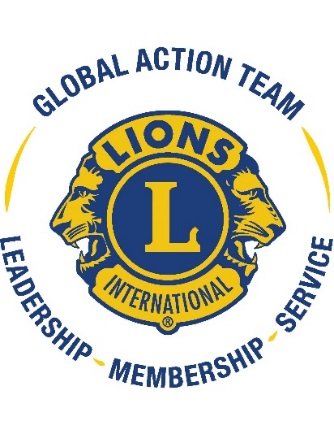 GLOBAL ACTION TEAM
LIONS
L
INTERNATIONAL
®
LEADERSHIP - MEMBERSHIP - SERVICE